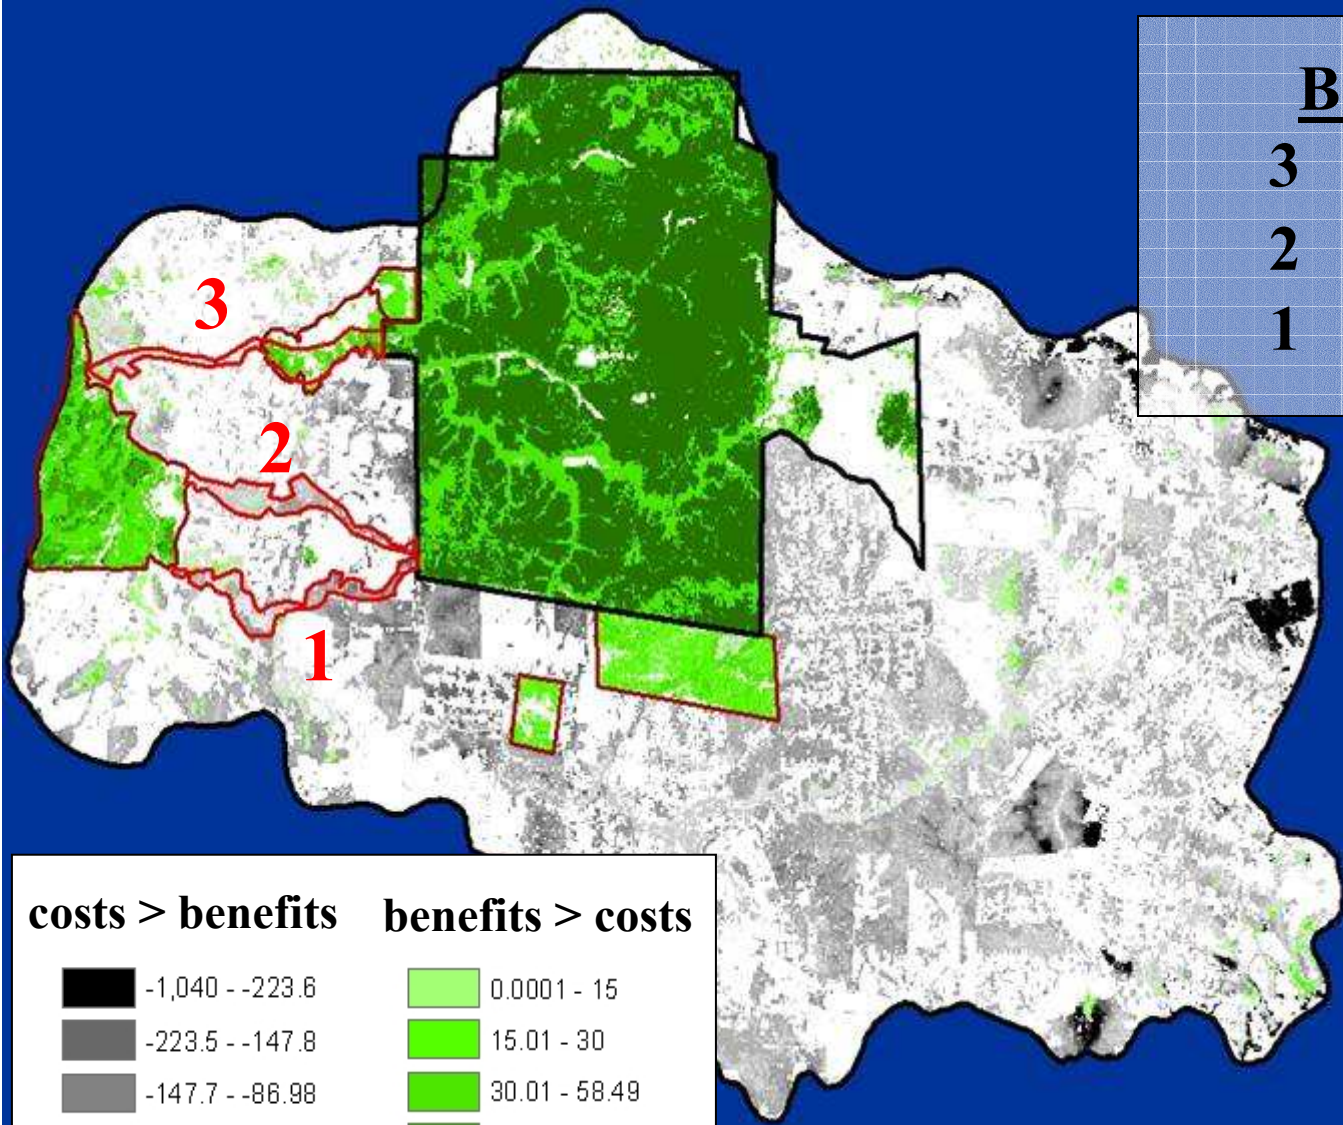 B
3
2
1
3
2
1
costs > benefits benefits > costs
-1,040 - -223.6 0.0001 - 15
-223.5 - -147.8 15.01 - 30
-147.7 - -86.98 30.01 - 58.49